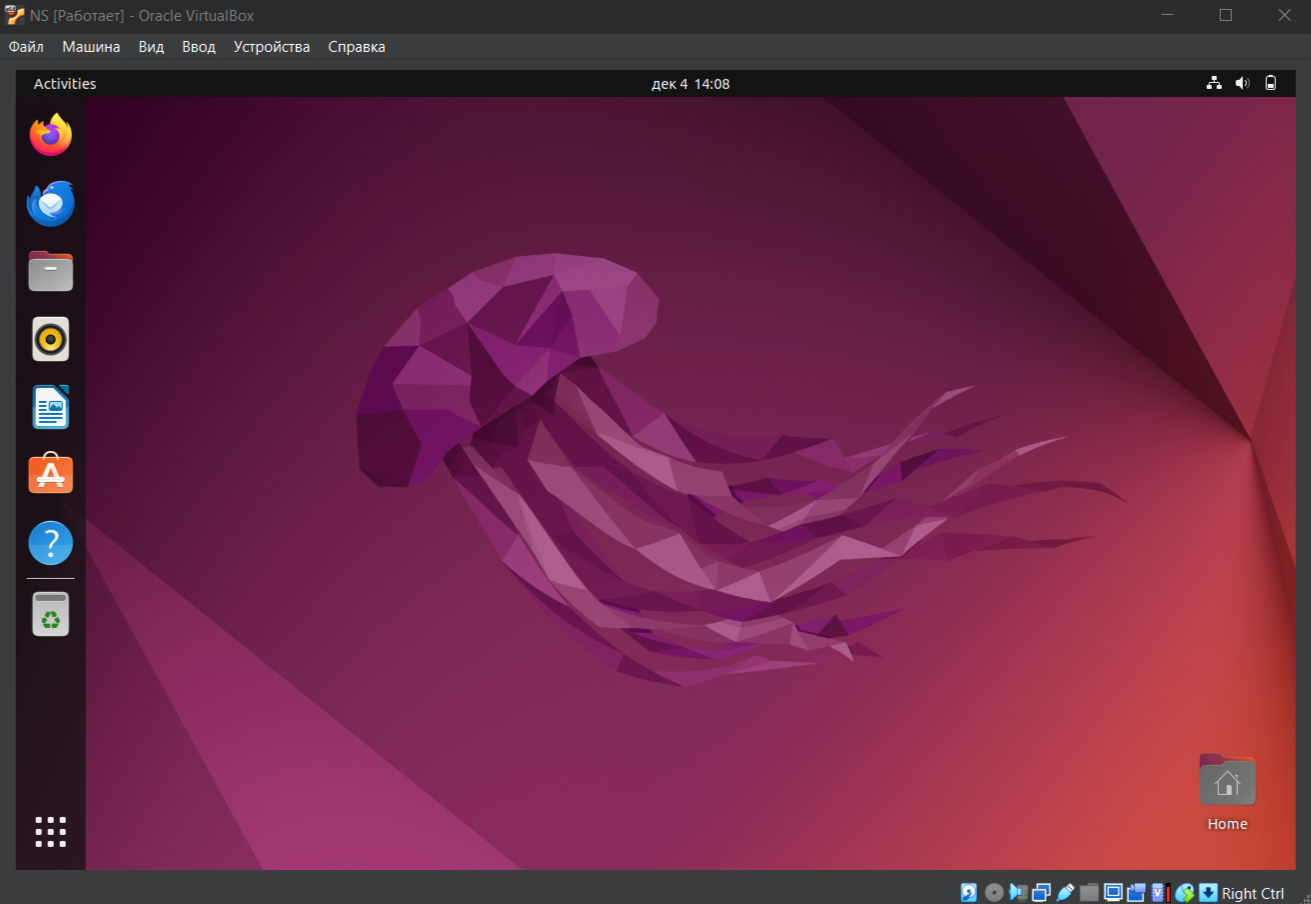 NS [Работает] - Oracle VirtualBox
Файл Машина Вид Ввод Устройства Справка
Activities дек 4 14:08
Home
Right Ctrl